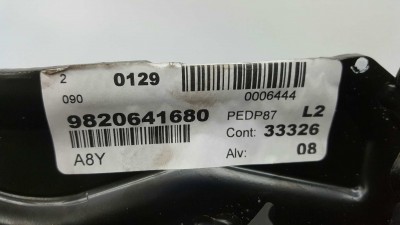 2 0129
090 0006444
9820641680 PEDP87 L2
Cont: 33326
A8Y Alv: 08